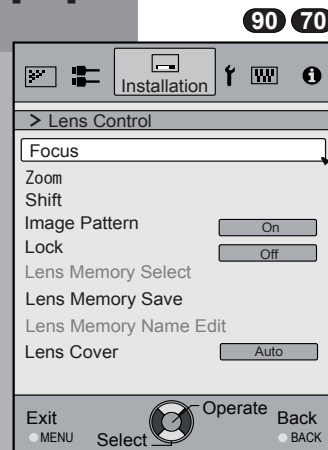 90 70
Installation
> Lens Control
Focus
Zoom
Shift
Image Pattern On
Lock Off
Lens Memory Select
Lens Memory Save
Lens Memory Name Edit
Lens Cover Auto
Exit
MENU
Select
Operate
Back
BACK